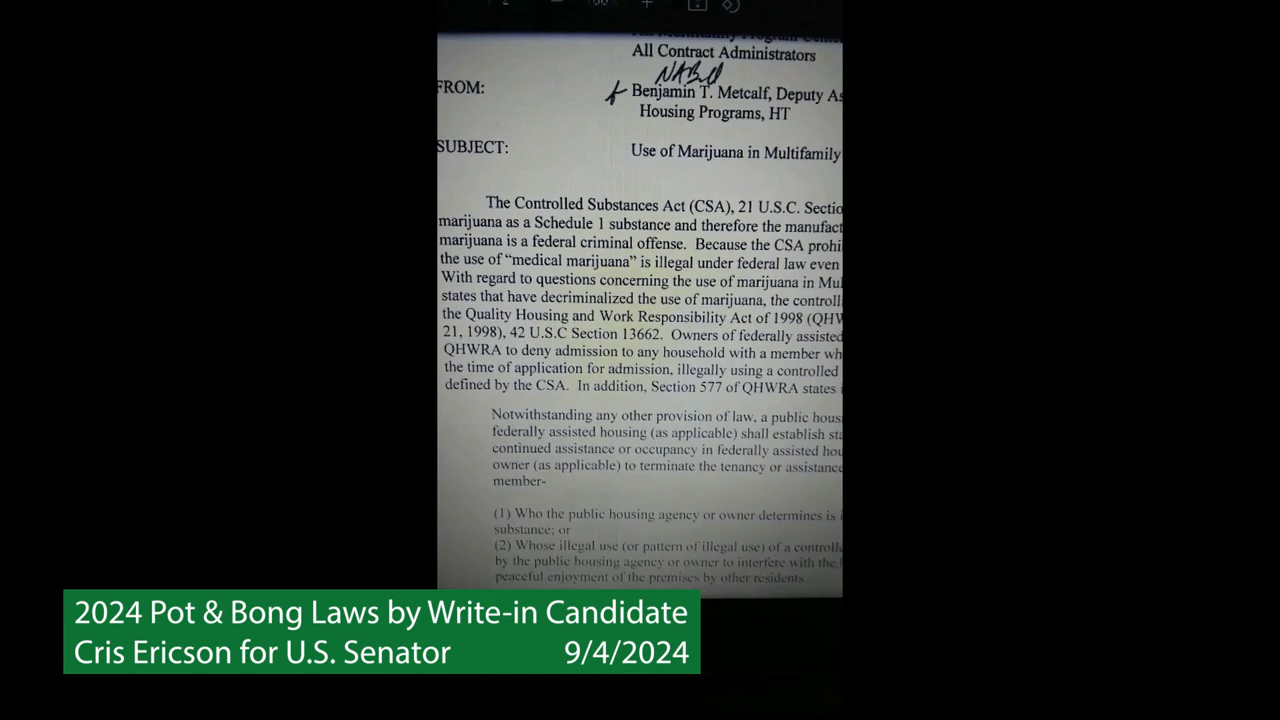 2 — 100 +
All Multifamily Program Cente
All Contract Administrators
FROM:
Benjamin T. Metcalf, Deputy As
Housing Programs, HT
SUBJECT:
Use of Marijuana in Multifamily
The Controlled Substances Act (CSA), 21 U.S.C. Sectio
marijuana as a Schedule 1 substance and therefore the manufact
marijuana is a federal criminal offense. Because the CSA prohi
the use of “medical marijuana” is illegal under federal law even
With regard to questions concerning the use of marijuana in Mul
states that have decriminalized the use of marijuana, the controll
the Quality Housing and Work Responsibility Act of 1998 (QHW
21, 1998), 42 U.S.C Section 13662. Owners of federally assisted
QHWRA to deny admission to any household with a member wh
the time of application for admission, illegally using a controlled
defined by the CSA. In addition, Section 577 of QHWRA states i
Notwithstanding any other provision of law, a public hous
federally assisted housing (as applicable) shall establish sta
continued assistance or occupancy in federally assisted hou
owner (as applicable) to terminate the tenancy or assistance
member-
(1) Who the public housing agency or owner determines is i
substance; or
(2) Whose illegal use (or pattern of illegal use) of a controlle
by the public housing agency or owner to interfere with the h
peaceful enjoyment of the premises by other residents
2024 Pot & Bong Laws by Write-in Candidate
Cris Ericson for U.S. Senator 9/4/2024